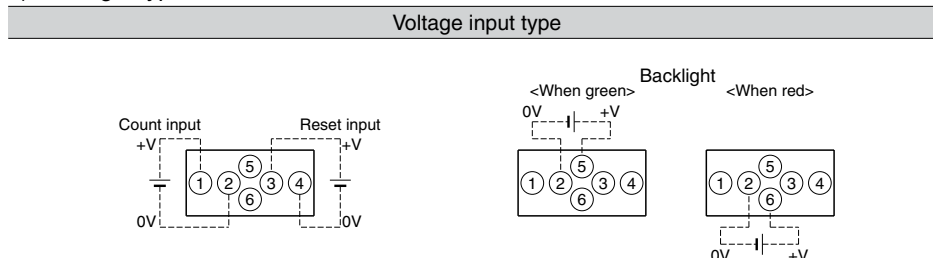 Voltage input type
Backlight
<When green>
<When red>
0V
+V
Count input
Reset input
+V
+V
5
1
2
3
4
6
0V
0V
5
1
2
3
4
6
5
1
2
3
4
6
0V
+V